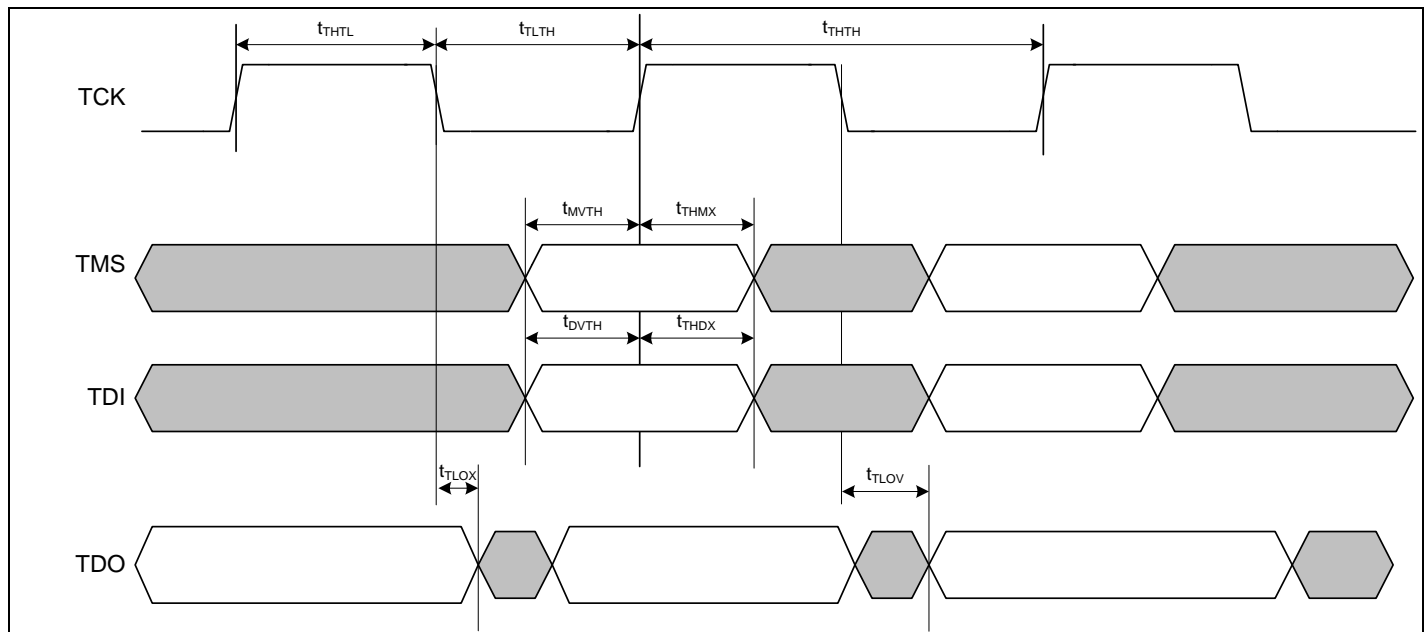 tTHTL tTLTH tTHTH
TCK
tMVTH tTHMX
TMS
tDVTH tTHDX
TDI
tTLOX tTLOV
TDO